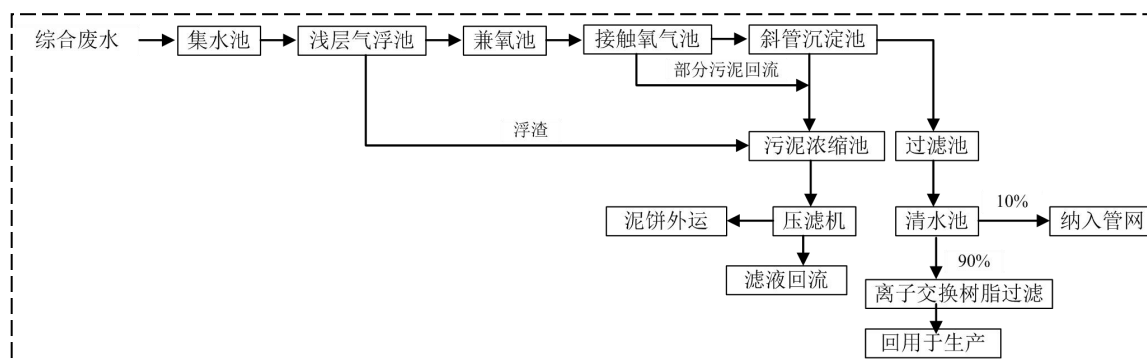 综合废水
集水池
浅层气浮池
兼氧池
接触氧气池
斜管沉淀池
部分污泥回流
浮渣
污泥浓缩池
过滤池
泥饼外运
压滤机
清水池
10%
纳入管网
滤液回流
90%
离子交换树脂过滤
回用于生产